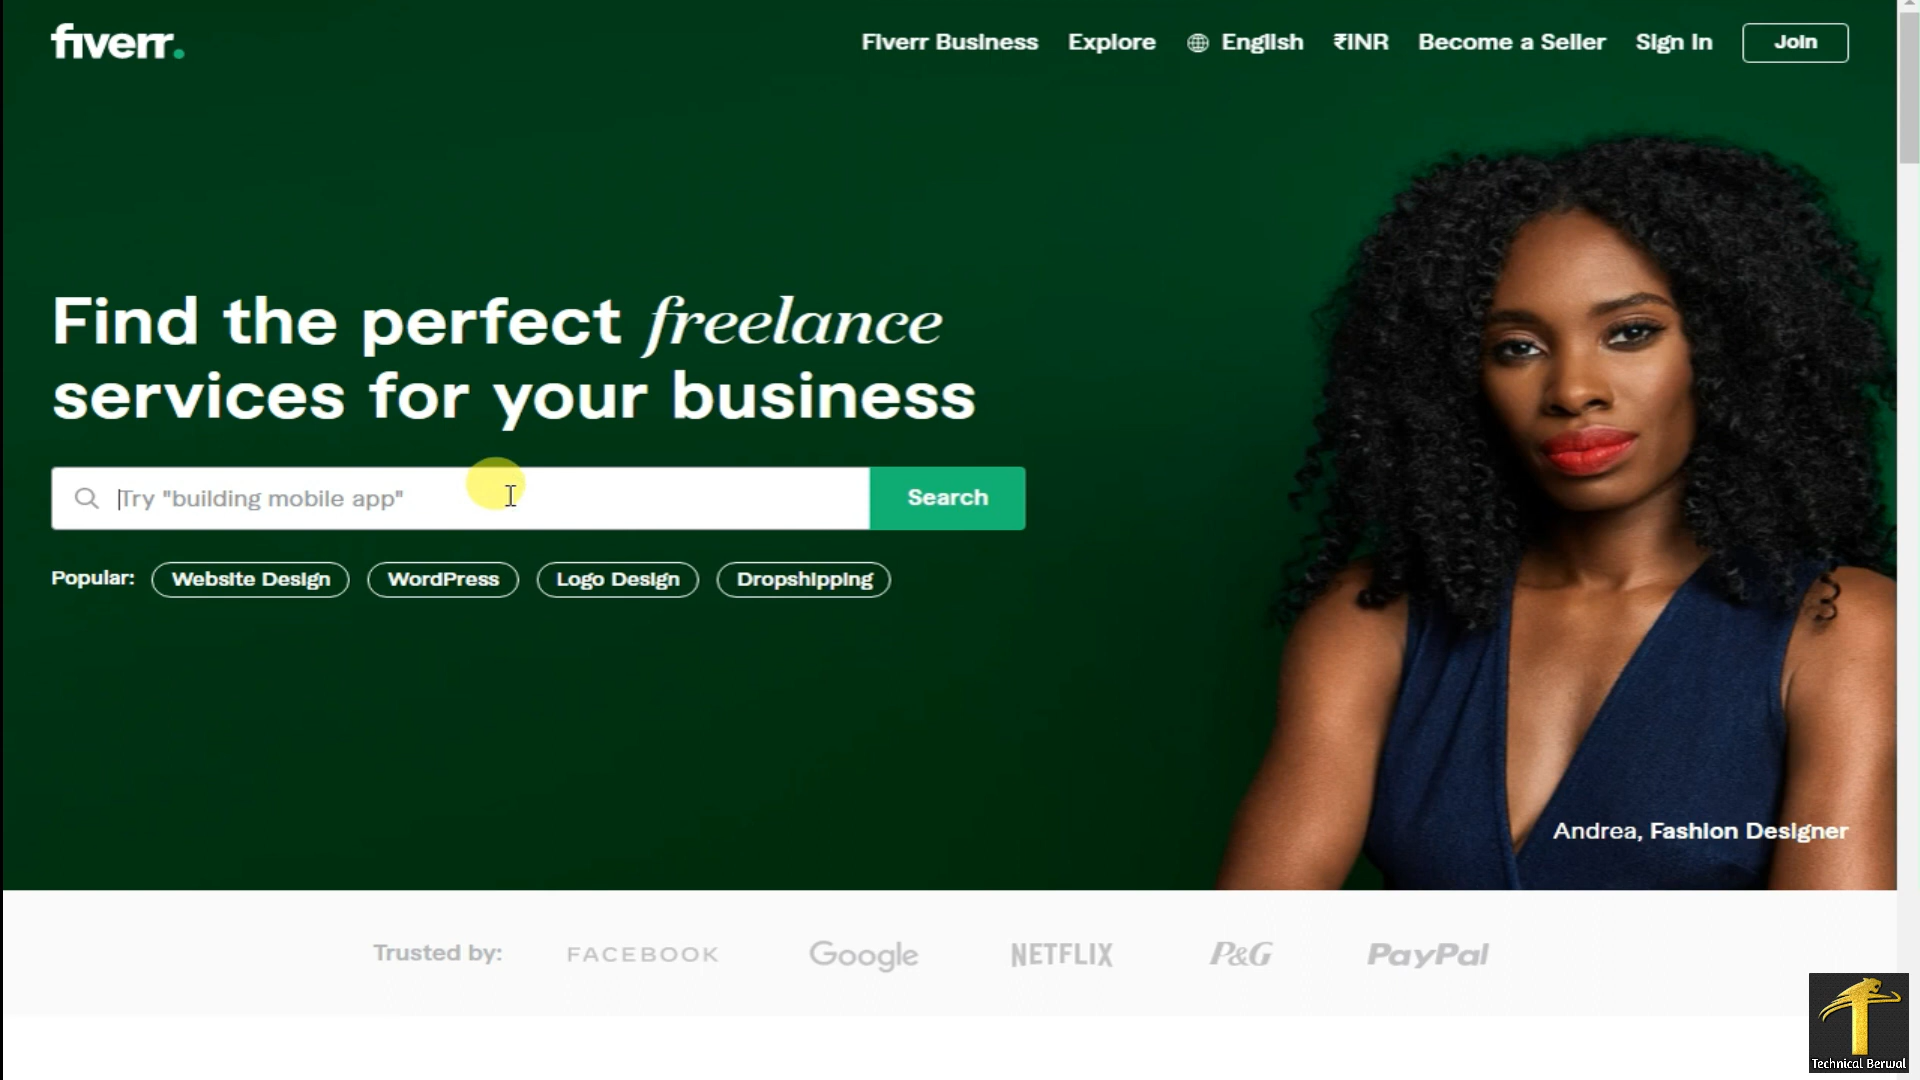 fiverr.
Fiverr Business Explore English ₹INR Become a Seller Sign In Join
Find the perfect freelance
services for your business
Try "building mobile app" Search
Popular: Website Design WordPress Logo Design Dropshipping
Andrea, Fashion Designer
Trusted by: FACEBOOK Google NETFLIX P&G PayPal
Technical Berwal